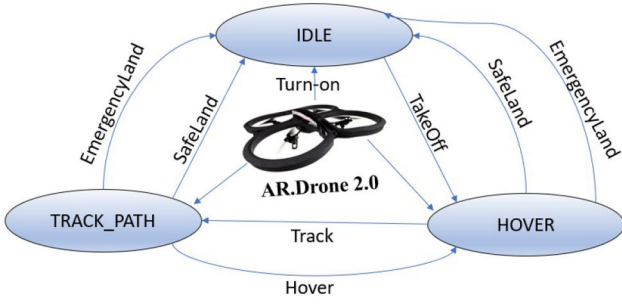 IDLE
Turn-on
EmergencyLand
SafeLand
TakeOff
SafeLand
EmergencyLand
AR.Drone 2.0
TRACK_PATH
HOVER
Track
Hover